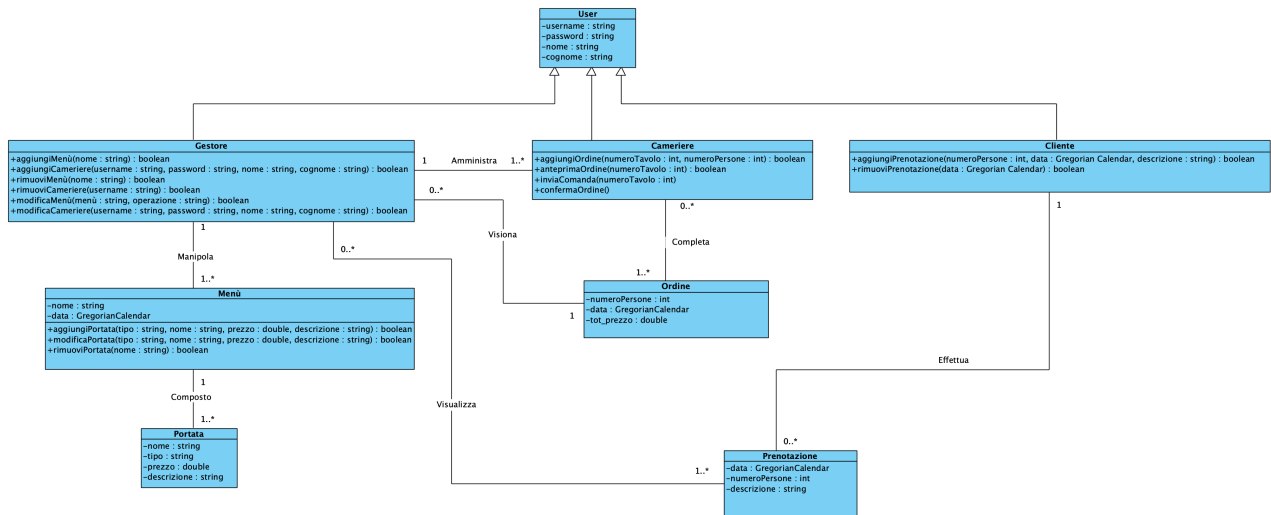 User
-username : string
-password : string
-nome : string
-cognome : string
Gestore
+aggiungiMenù(nome : string) : boolean
+aggiungiCameriere(username : string, password : string, nome : string, cognome : string) : boolean
+rimuoviMenù(nome : string) : boolean
+rimuoviCameriere(username : string) : boolean
+modificaMenù(menù : string, operazione : string) : boolean
+modificaCameriere(username : string, password : string, nome : string, cognome : string) : boolean
1 Amministra 1..*
Cameriere
+aggiungiOrdine(numeroTavolo : int, numeroPersone : int) : boolean
+anteprimaOrdine(numeroTavolo : int) : boolean
+inviaComanda(numeroTavolo : int)
+confermaOrdine()
Cliente
+aggiungiPrenotazione(numeroPersone : int, data : Gregorian Calendar, descrizione : string) : boolean
+rimuoviPrenotazione(data : Gregorian Calendar) : boolean
0..*
Visiona
1
0..*
Completa
1..*
1
Manipola
1..*
0..*
Visualizza
1..*
Menù
-nome : string
-data : GregorianCalendar
+aggiungiPortata(tipo : string, nome : string, prezzo : double, descrizione : string) : boolean
+modificaPortata(tipo : string, nome : string, prezzo : double, descrizione : string) : boolean
+rimuoviPortata(nome : string) : boolean
Ordine
-numeroPersone : int
-data : GregorianCalendar
-tot_prezzo : double
1
Effettua
0..*
1
Composto
1..*
Portata
-nome : string
-tipo : string
-prezzo : double
-descrizione : string
Prenotazione
-data : GregorianCalendar
-numeroPersone : int
-descrizione : string